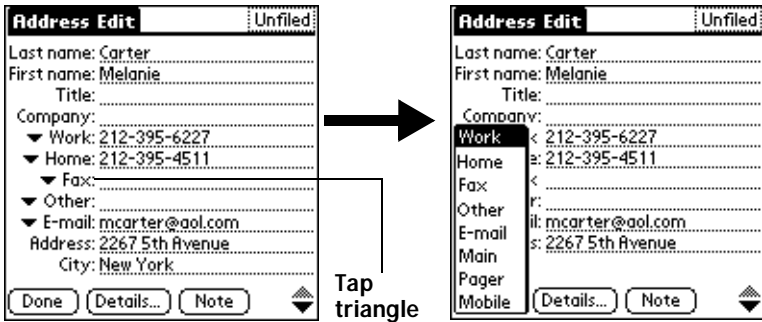 Address Edit Unfiled
Last name: Carter
First name: Melanie
Title:
Company:
Work: 212-395-6227
Home: 212-395-4511
Fax:
Other:
E-mail: mcarter@aol.com
Address: 2267 5th Avenue
City: New York
Done Details... Note
Tap
triangle
Address Edit Unfiled
Last name: Carter
First name: Melanie
Title:
Company:
Work k 212-395-6227
Home e: 212-395-4511
Fax
Other r:
E-mail il: mcarter@aol.com
Main s: 2267 5th Avenue
Pager
Mobile Details... Note